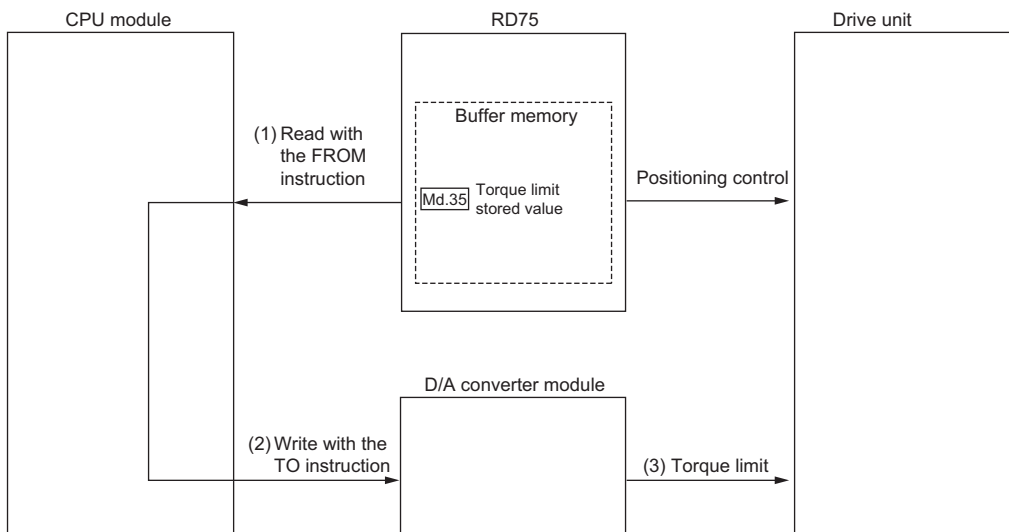 CPU module
RD75
Drive unit
Buffer memory
(1) Read with
the FROM
instruction
Md.35
Torque limit
stored value
Positioning control
D/A converter module
(2) Write with the
TO instruction
(3) Torque limit